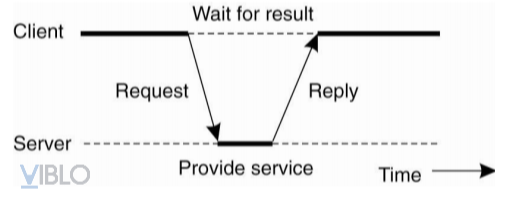 Wait for result
Client
Request
Reply
Server
Provide service
Time
VIBLO